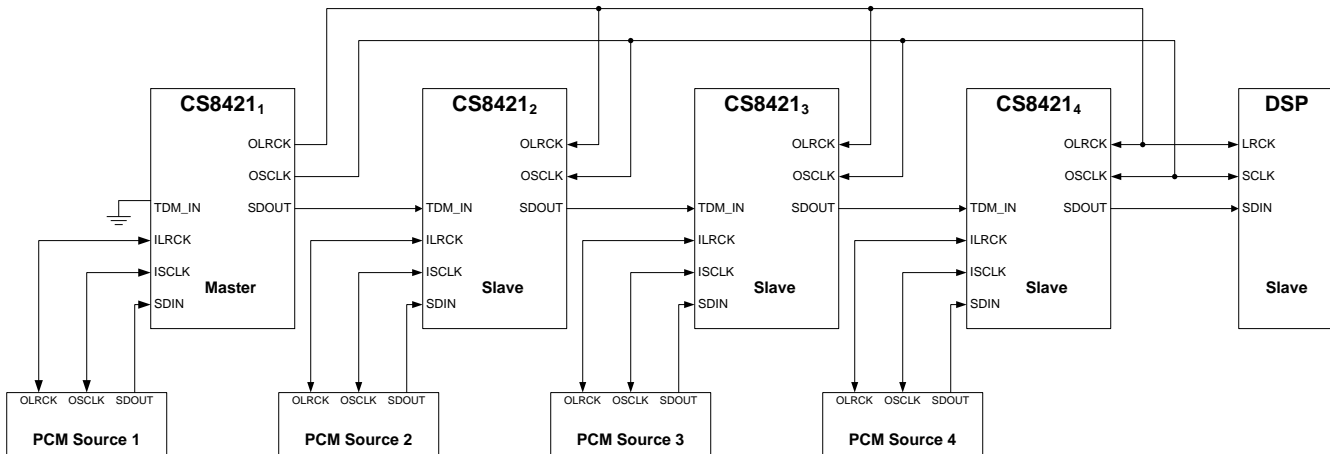 CS8421₁
OLRCK
OSCLK
TDM_IN
SDOUT
ILRCK
ISCLK
Master
SDIN
CS8421₂
OLRCK
OSCLK
TDM_IN
SDOUT
ILRCK
ISCLK
Slave
SDIN
CS8421₃
OLRCK
OSCLK
TDM_IN
SDOUT
ILRCK
ISCLK
Slave
SDIN
CS8421₄
OLRCK
OSCLK
TDM_IN
SDOUT
ILRCK
ISCLK
Slave
SDIN
DSP
LRCK
SCLK
SDIN
Slave
OLRCK OSCLK SDOUT
PCM Source 1
OLRCK OSCLK SDOUT
PCM Source 2
OLRCK OSCLK SDOUT
PCM Source 3
OLRCK OSCLK SDOUT
PCM Source 4